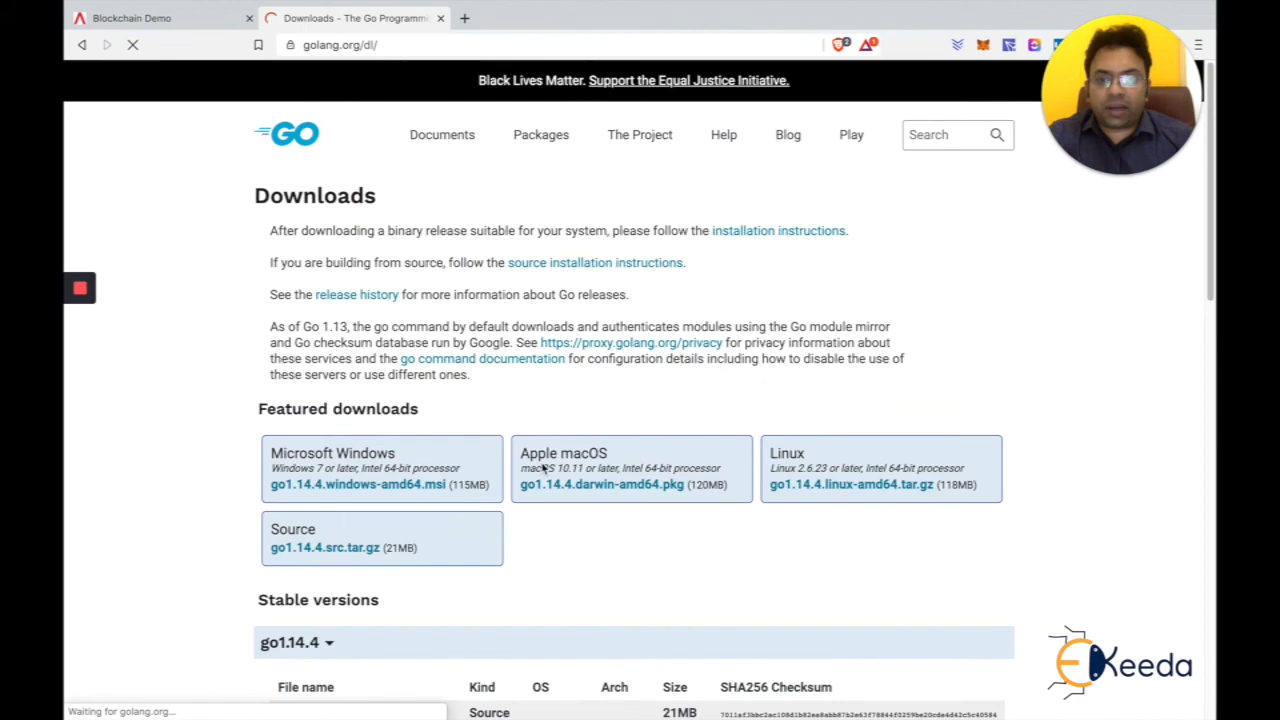 Blockchain Demo
Downloads - The Go Programmi
golang.org/dl/
Black Lives Matter. Support the Equal Justice Initiative.
GO
Documents
Packages
The Project
Help
Blog
Play
Search
Downloads
After downloading a binary release suitable for your system, please follow the installation instructions.
If you are building from source, follow the source installation instructions.
See the release history for more information about Go releases.
As of Go 1.13, the go command by default downloads and authenticates modules using the Go module mirror
and Go checksum database run by Google. See https://proxy.golang.org/privacy for privacy information about
these services and the go command documentation for configuration details including how to disable the use of
these servers or use different ones.
Featured downloads
Microsoft Windows
Windows 7 or later, Intel 64-bit processor
go1.14.4.windows-amd64.msi (115MB)
Apple macOS
macOS 10.11 or later, Intel 64-bit processor
go1.14.4.darwin-amd64.pkg (120MB)
Linux
Linux 2.6.23 or later, Intel 64-bit processor
go1.14.4.linux-amd64.tar.gz (118MB)
Source
go1.14.4.src.tar.gz (21MB)
Stable versions
go1.14.4
File name Kind OS Arch Size SHA256 Checksum
Source 21MB
Waiting for golang.org...
EKeeda